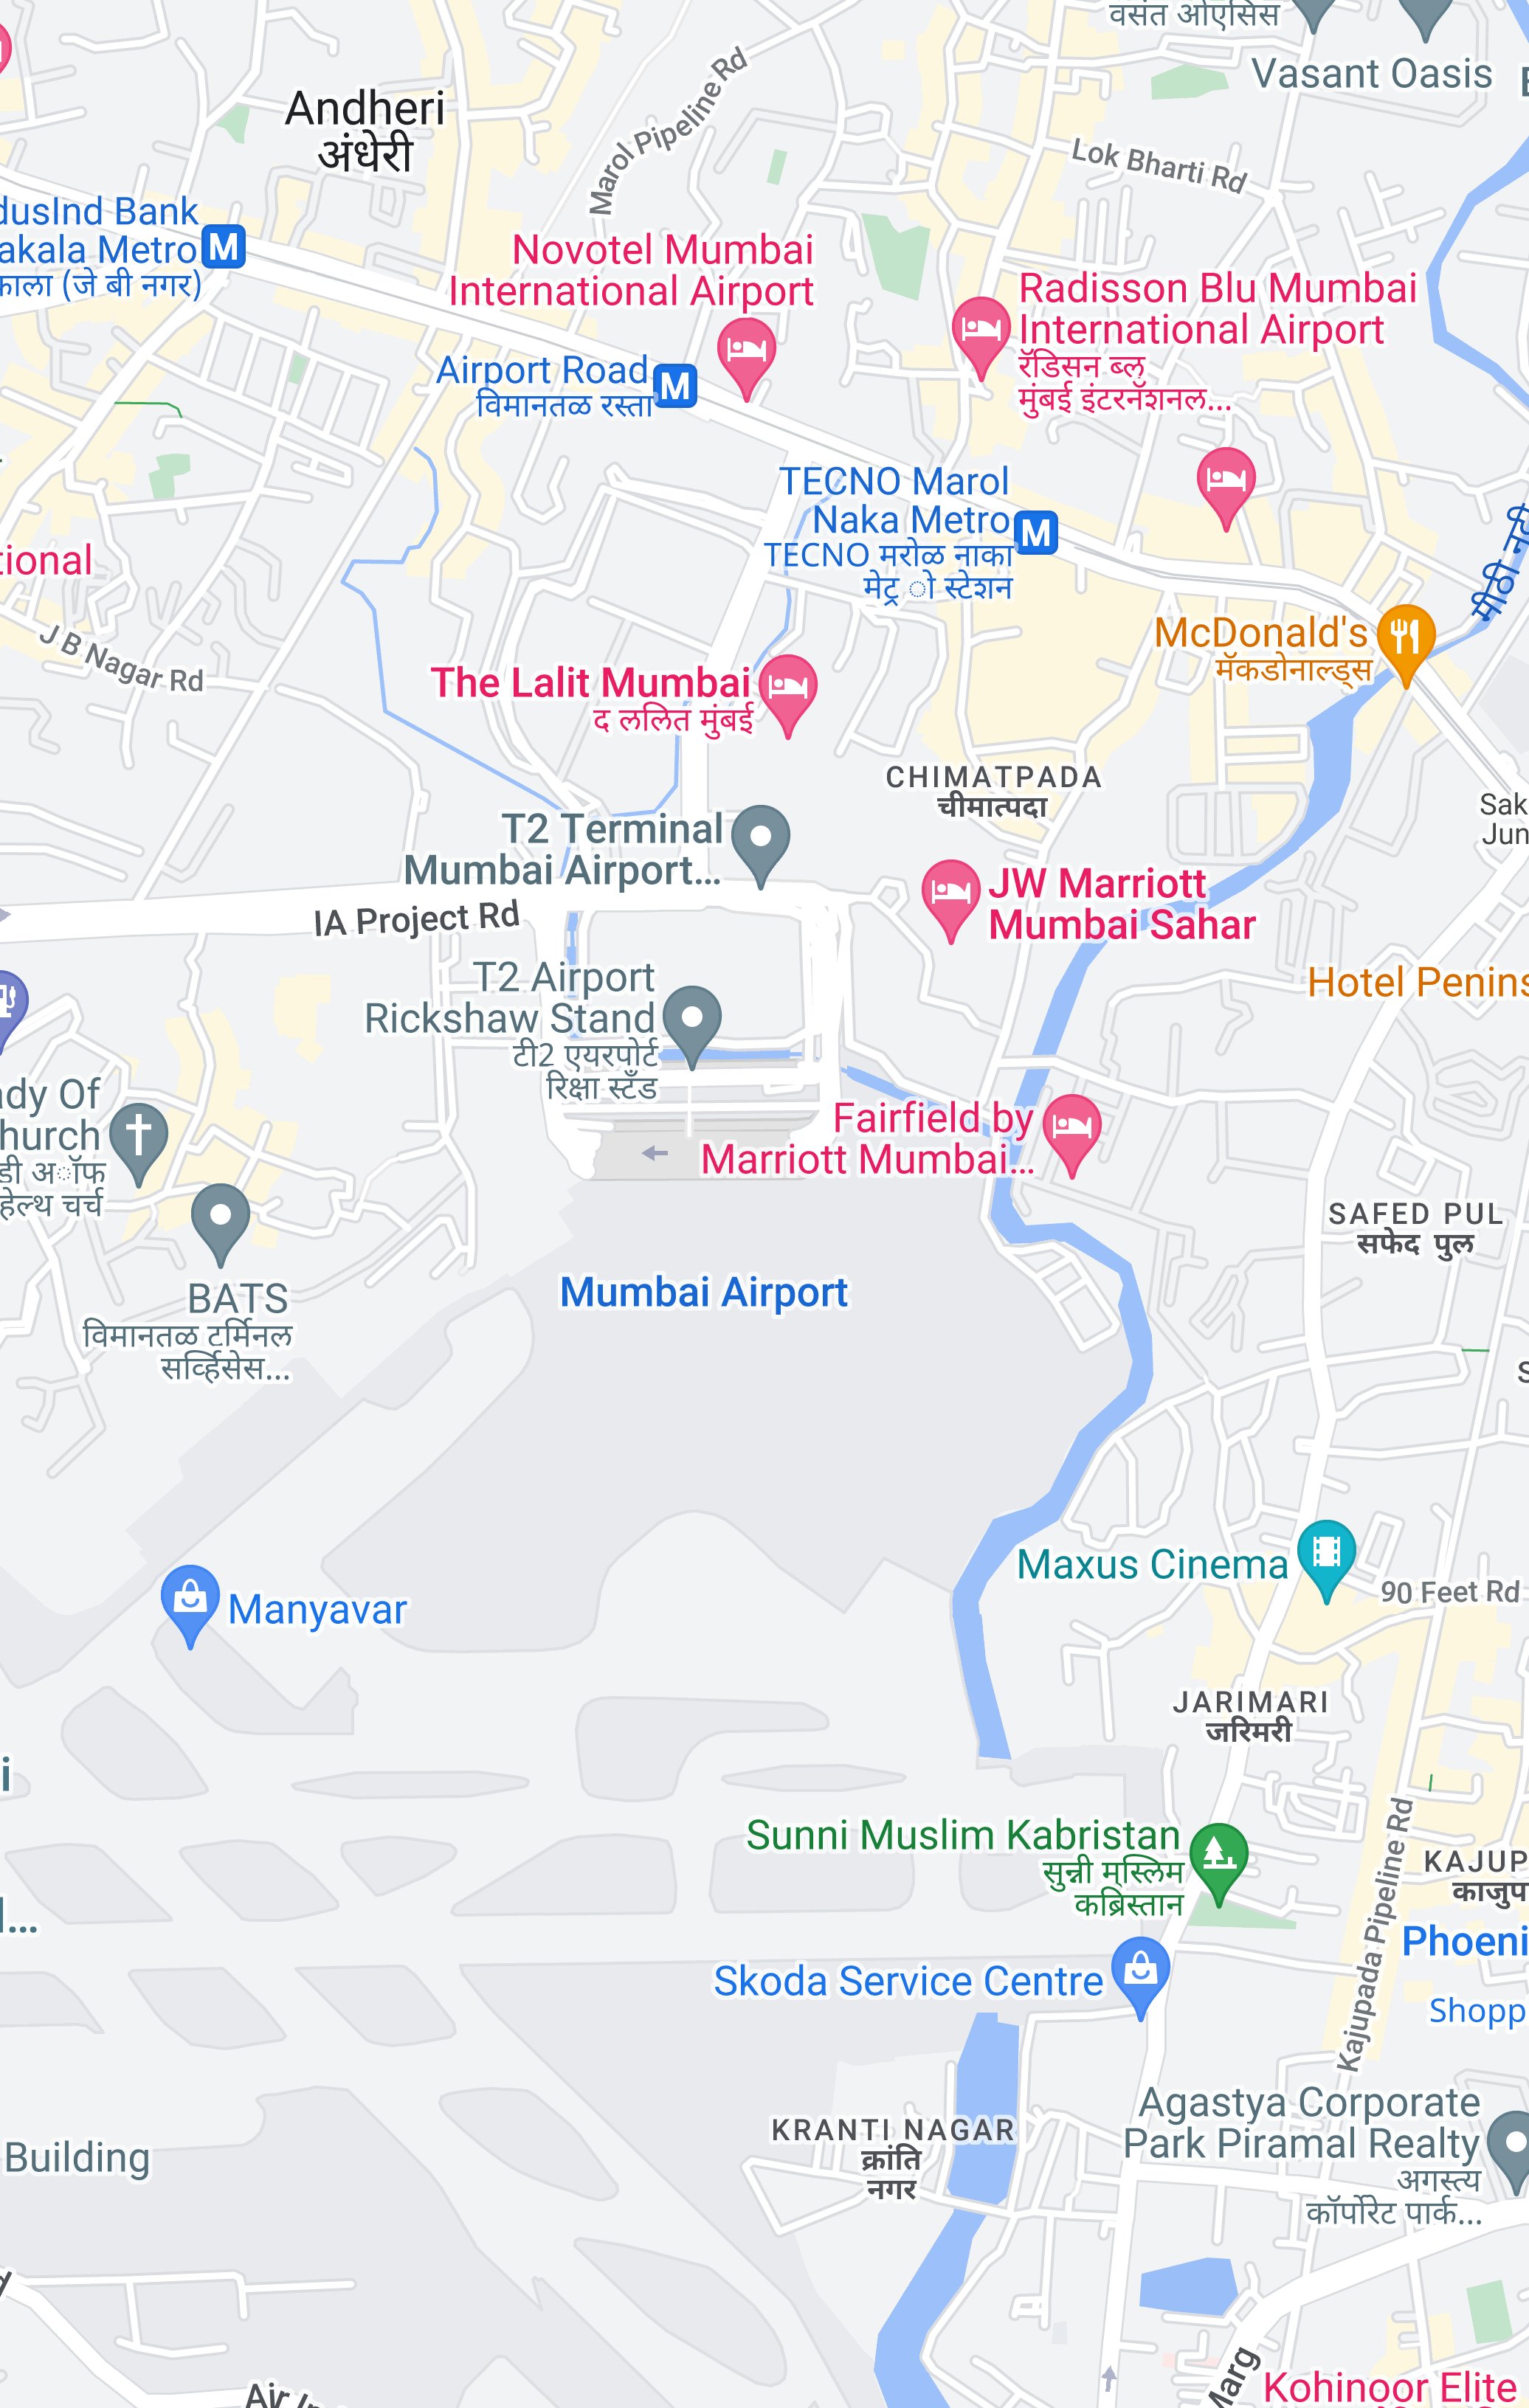 वसंत ओएसिस
Vasant Oasis
Andheri
अंधेरी
Marol Pipeline Rd
Lok Bharti Rd
dusInd Bank
akala Metro
काला (जे बी नगर)
Novotel Mumbai
International Airport
Radisson Blu Mumbai
International Airport
रॅडिसन ब्लू
मुंबई इंटरनॅशनल...
Airport Road
विमानतळ रस्ता
TECNO Marol
Naka Metro
TECNO मरोळ नाका
मेट्रो स्टेशन
मीठी नदी
tional
J B Nagar Rd
McDonald's
मॅकडोनाल्ड्स
The Lalit Mumbai
द ललित मुंबई
CHIMATPADA
चीमात्पदा
Sak
Jun
T2 Terminal
Mumbai Airport...
JW Marriott
Mumbai Sahar
IA Project Rd
T2 Airport
Rickshaw Stand
टी2 एयरपोर्ट
रिक्षा स्टँड
Hotel Penins
ady Of
hurch
डी ऑफ
हेल्थ चर्च
Fairfield by
Marriott Mumbai...
SAFED PUL
सफेद पुल
BATS
विमानतळ टर्मिनल
सर्व्हिसेस...
Mumbai Airport
Maxus Cinema
90 Feet Rd
Manyavar
JARIMARI
जरिमरी
i
Sunni Muslim Kabristan
सुन्नी मुस्लिम
कब्रिस्तान
Kajupada Pipeline Rd
KAJUP
काजुप
l...
Phoeni
Shopp
Skoda Service Centre
KRANTI NAGAR
क्रांति
नगर
Agastya Corporate
Park Piramal Realty
अगस्त्य
कॉर्पोरेट पार्क...
Building
Marg
Kohinoor Elite